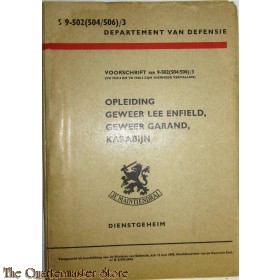 S 9-502(504/506)/3
DEPARTEMENT VAN DEFENSIE
VOORSCHRIFT 9-502(504/506)/3
OPLEIDING
GEWEER LEE ENFIELD,
GEWEER GARAND,
KARABIJN
JE MAINTIENDRAI
DIENSTGEHEIM
The Quartermaster Store